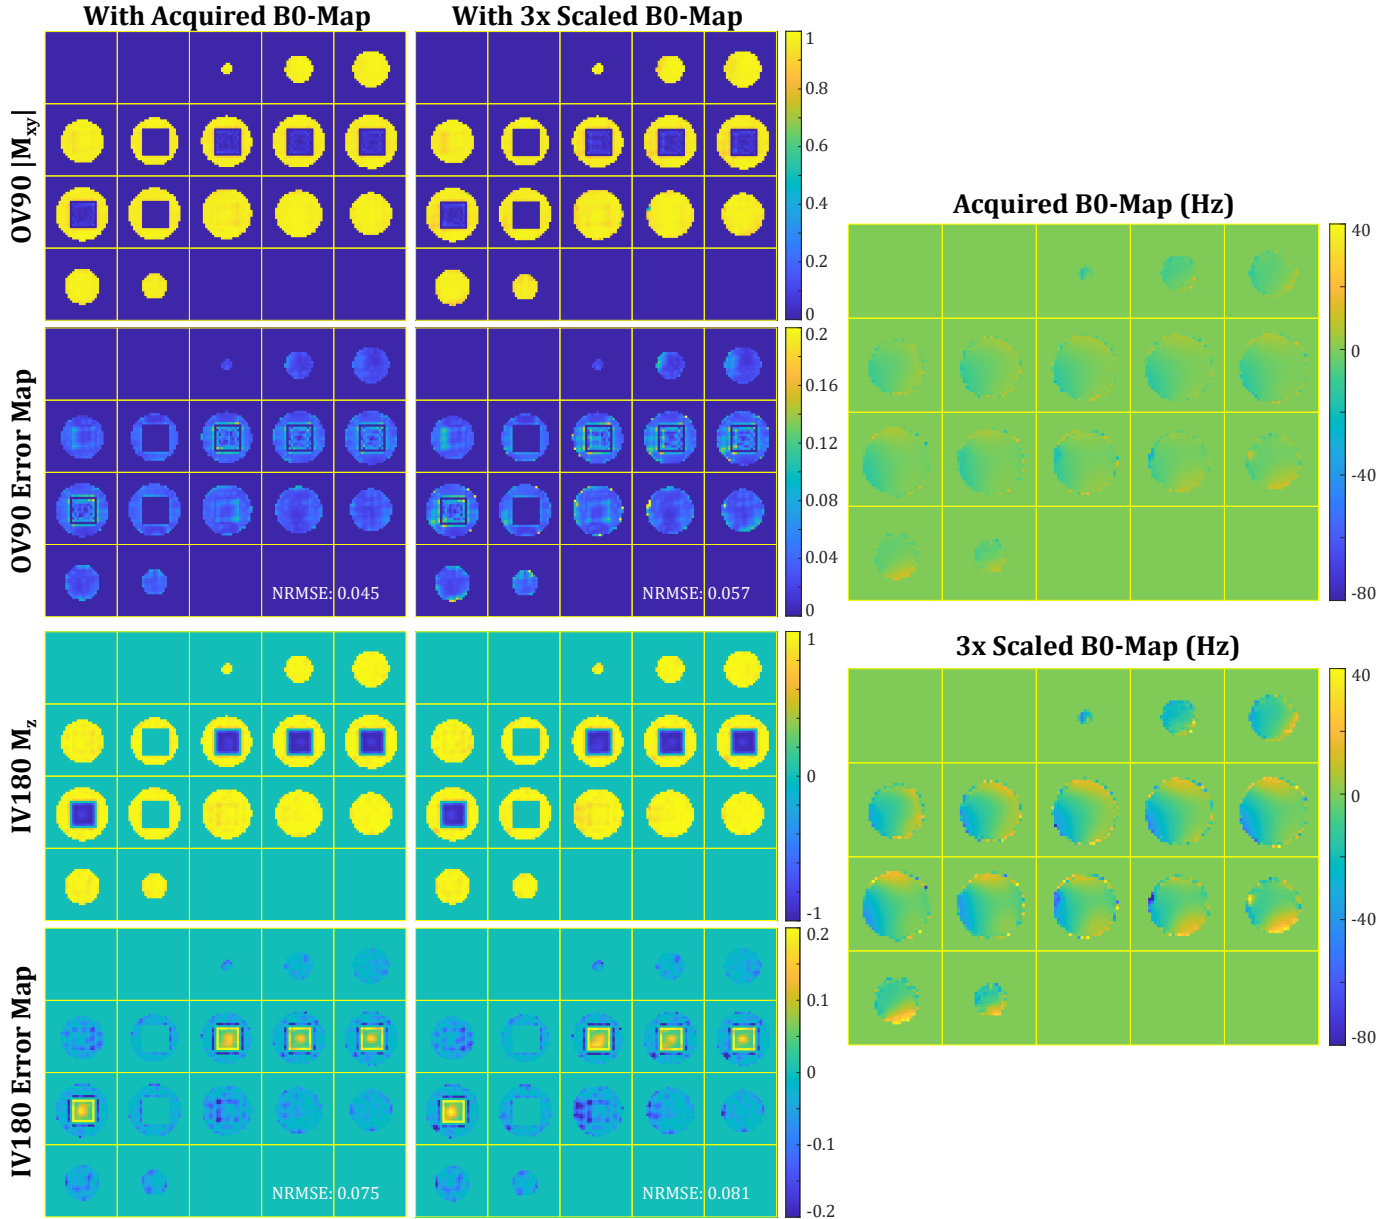 With Acquired B0-Map
With 3x Scaled B0-Map
OV90 |Mxy|
1
0.8
0.6
0.4
0.2
0
OV90 Error Map
0.2
0.16
0.12
0.08
0.04
0
NRMSE: 0.045
NRMSE: 0.057
IV180 Mz
1
0
-1
IV180 Error Map
0.2
0.1
0
-0.1
-0.2
NRMSE: 0.075
NRMSE: 0.081
Acquired B0-Map (Hz)
40
0
-40
-80
3x Scaled B0-Map (Hz)
40
0
-40
-80